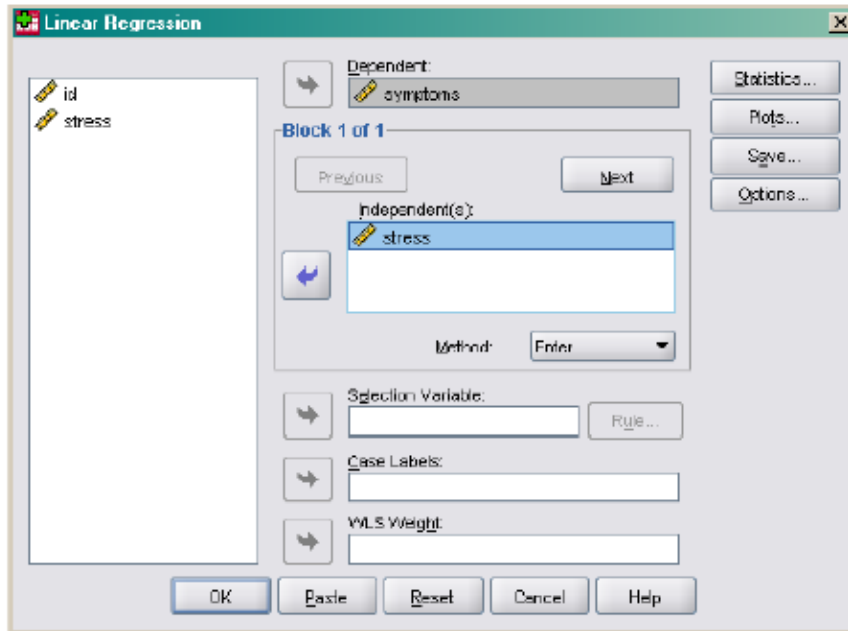 Linear Regression
id
stress
Dependent:
symptoms
Block 1 of 1
Previous
Next
Independent(s):
stress
Method:
Enter
Selection Variable:
Rule...
Case Labels:
WLS Weight:
Statistics...
Plots...
Save...
Options...
OK
Paste
Reset
Cancel
Help